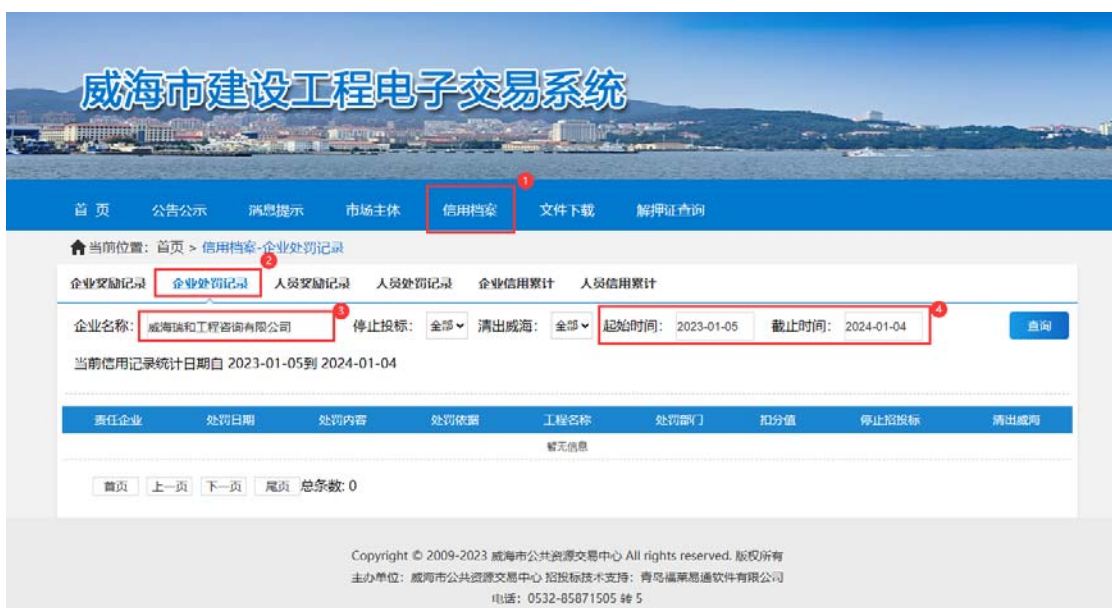 威海市建设工程电子交易系统
1
首 页 公告公示 消息提示 市场主体 信用档案 文件下载 解押证查询
当前位置：首页 > 信用档案-企业处罚记录
2
企业奖励记录 企业处罚记录 人员奖励记录 人员处罚记录 企业信用累计 人员信用累计
3 4
企业名称： 威海瑞和工程咨询有限公司 停止投标： 全部 清出威海： 全部 起始时间： 2023-01-05 截止时间： 2024-01-04 查询
当前信用记录统计日期自 2023-01-05到 2024-01-04
责任企业 处罚日期 处罚内容 处罚依据 工程名称 处罚部门 扣分值 停止招投标 清出威海
暂无信息
首页 上一页 下一页 尾页 总条数: 0
Copyright © 2009-2023 威海市公共资源交易中心 All rights reserved. 版权所有
主办单位：威海市公共资源交易中心 招投标技术支持：青岛福莱易通软件有限公司
电话：0532-85871505 转 5